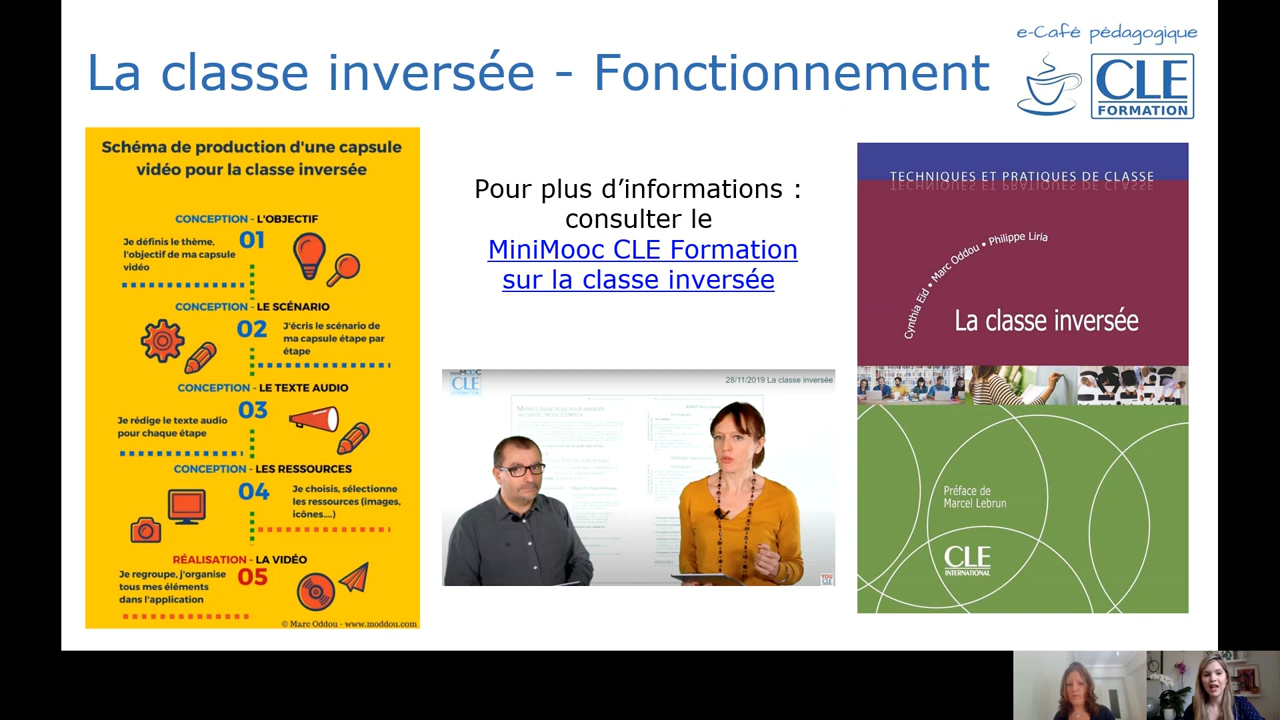 e-Café pédagogique
La classe inversée - Fonctionnement
CLE
FORMATION
Schéma de production d'une capsule
vidéo pour la classe inversée
CONCEPTION - L'OBJECTIF
01
Je définis le thème,
l'objectif de ma capsule
vidéo
CONCEPTION - LE SCÉNARIO
02
J'écris le scénario de
ma capsule étape par
étape
CONCEPTION - LE TEXTE AUDIO
03
Je rédige le texte audio
pour chaque étape
CONCEPTION - LES RESSOURCES
04
Je choisis, sélectionne
les ressources (images,
icônes....)
RÉALISATION - LA VIDÉO
05
Je regroupe, j'organise
tous mes éléments
dans l'application
© Marc Oddou - www.moddou.com
Pour plus d’informations :
consulter le
MiniMooc CLE Formation
sur la classe inversée
CLE
FORMATION
28/11/2019 La classe inversée
TECHNIQUES ET PRATIQUES DE CLASSE
Cynthia Eid • Marc Oddou • Philippe Liria
La classe inversée
Préface de
Marcel Lebrun
CLE
INTERNATIONAL